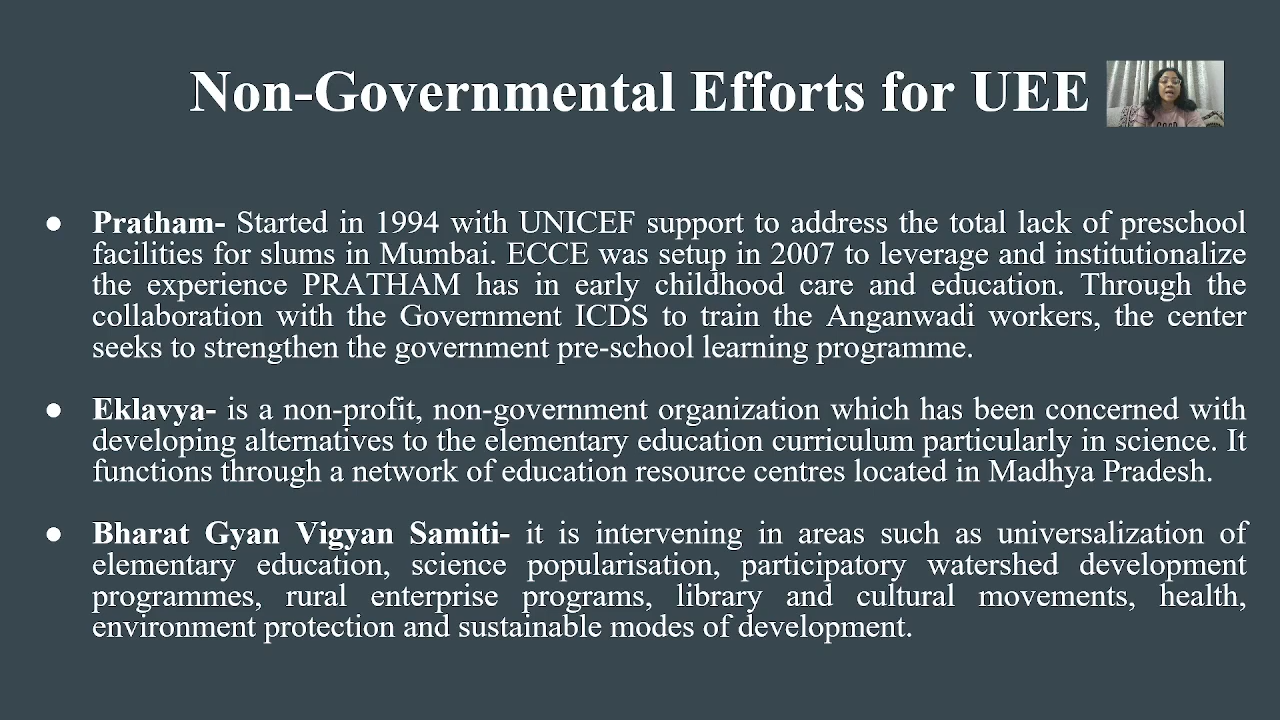 Non-Governmental Efforts for UEE
● Pratham- Started in 1994 with UNICEF support to address the total lack of preschool
facilities for slums in Mumbai. ECCE was setup in 2007 to leverage and institutionalize
the experience PRATHAM has in early childhood care and education. Through the
collaboration with the Government ICDS to train the Anganwadi workers, the center
seeks to strengthen the government pre-school learning programme.
● Eklavya- is a non-profit, non-government organization which has been concerned with
developing alternatives to the elementary education curriculum particularly in science. It
functions through a network of education resource centres located in Madhya Pradesh.
● Bharat Gyan Vigyan Samiti- it is intervening in areas such as universalization of
elementary education, science popularisation, participatory watershed development
programmes, rural enterprise programs, library and cultural movements, health,
environment protection and sustainable modes of development.